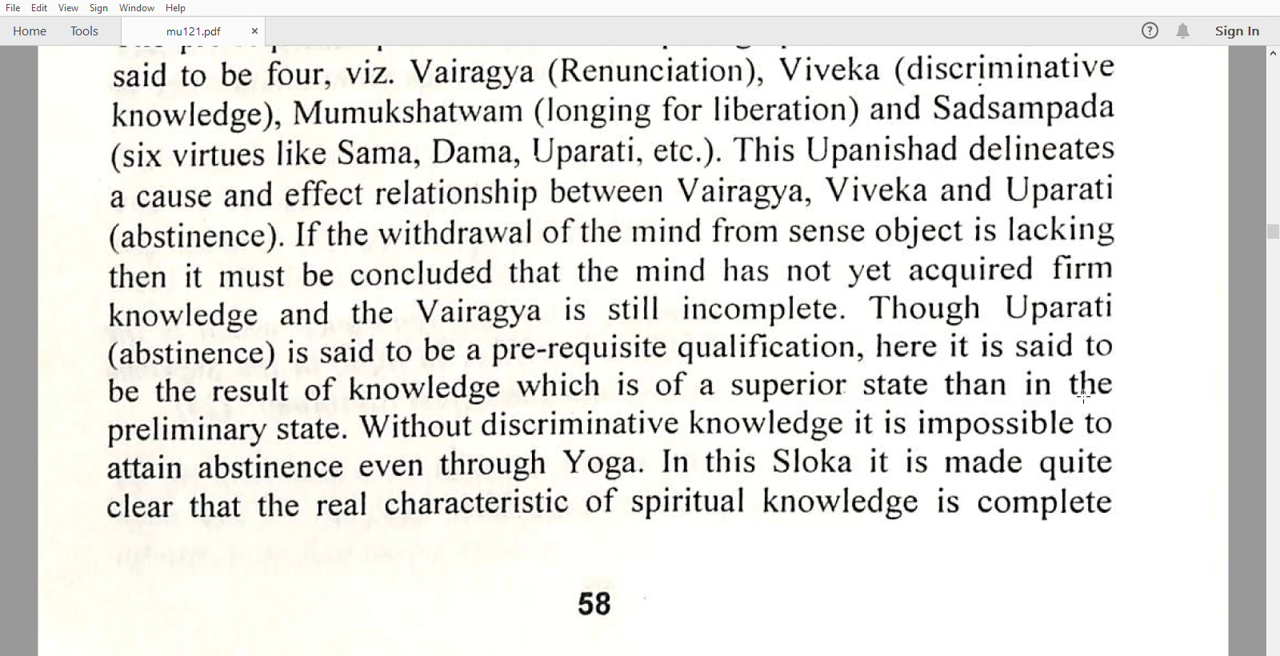 File Edit View Sign Window Help
Home Tools mu121.pdf × ? Sign In
said to be four, viz. Vairagya (Renunciation), Viveka (discriminative
knowledge), Mumukshatwam (longing for liberation) and Sadsampada
(six virtues like Sama, Dama, Uparati, etc.). This Upanishad delineates
a cause and effect relationship between Vairagya, Viveka and Uparati
(abstinence). If the withdrawal of the mind from sense object is lacking
then it must be concluded that the mind has not yet acquired firm
knowledge and the Vairagya is still incomplete. Though Uparati
(abstinence) is said to be a pre-requisite qualification, here it is said to
be the result of knowledge which is of a superior state than in the
preliminary state. Without discriminative knowledge it is impossible to
attain abstinence even through Yoga. In this Sloka it is made quite
clear that the real characteristic of spiritual knowledge is complete
58